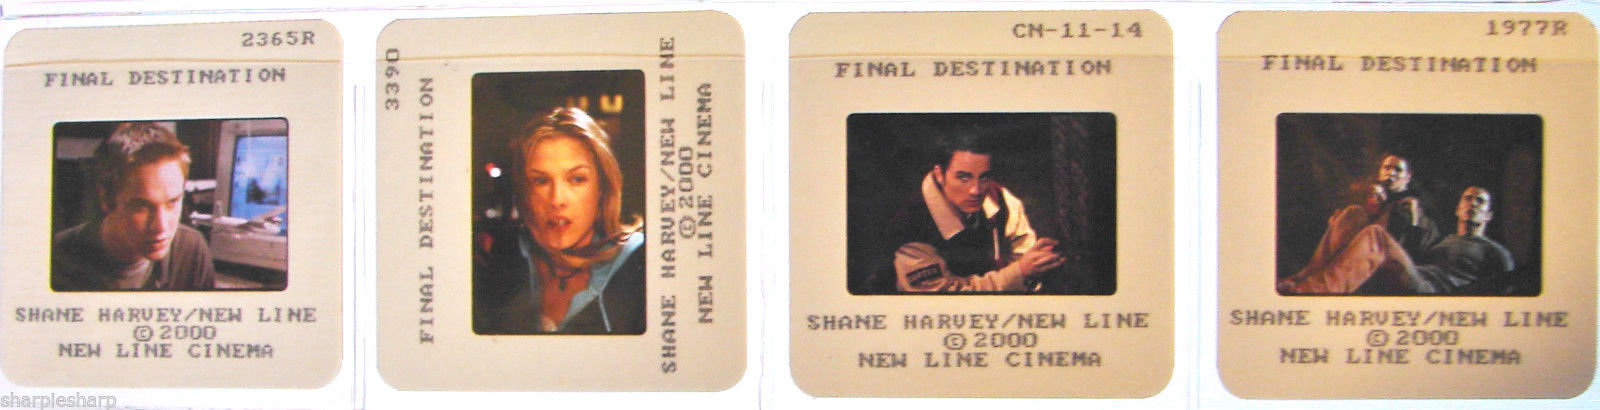 2365R
FINAL DESTINATION
SHANE HARVEY/NEW LINE
© 2000
NEW LINE CINEMA
3390
FINAL DESTINATION
SHANE HARVEY/NEW LINE
© 2000
NEW LINE CINEMA
CN-11-14
FINAL DESTINATION
SHANE HARVEY/NEW LINE
© 2000
NEW LINE CINEMA
1977R
FINAL DESTINATION
SHANE HARVEY/NEW LINE
© 2000
NEW LINE CINEMA
sharplesharp